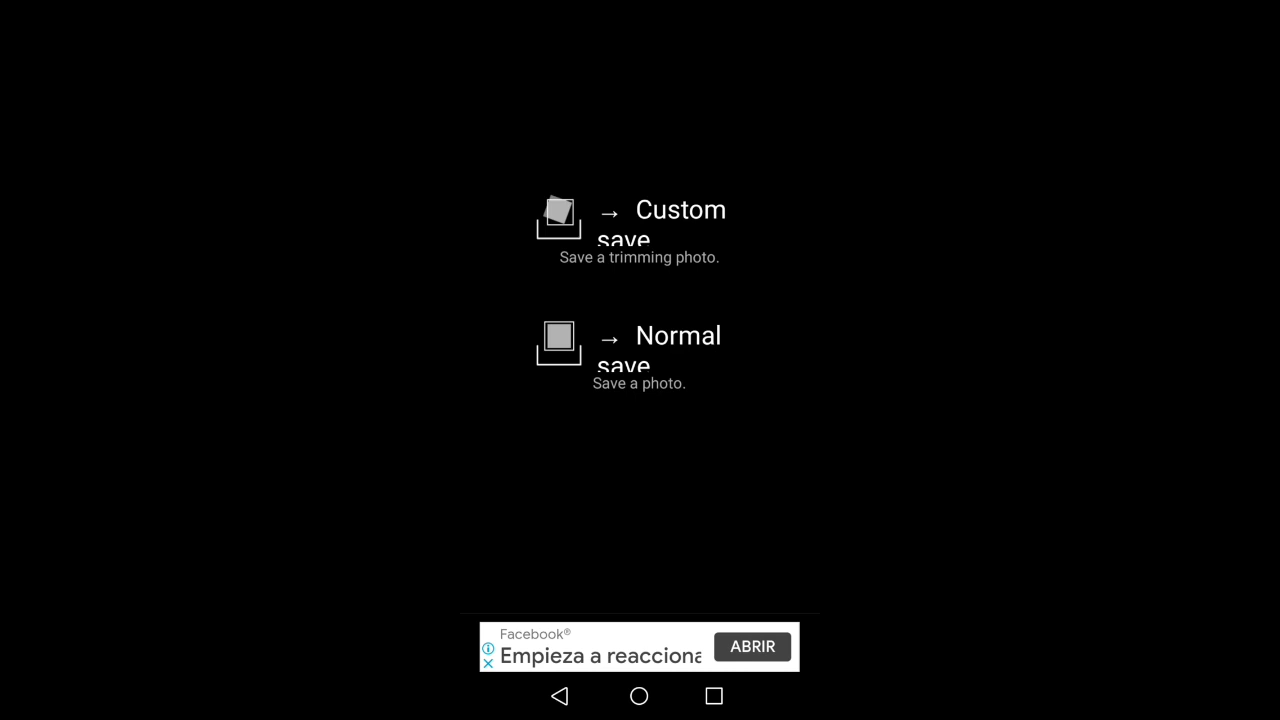 → Custom
save
Save a trimming photo.
→ Normal
save
Save a photo.
Facebook®
Empieza a reacciona
ABRIR